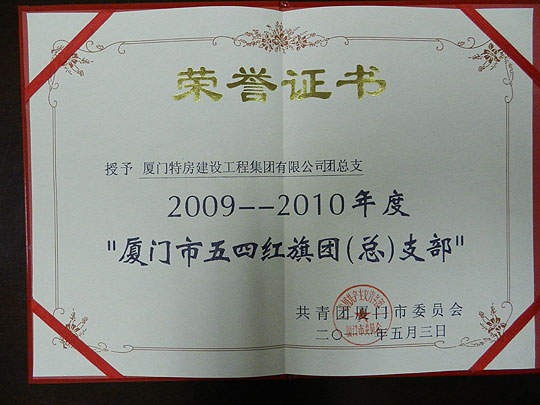 荣誉证书
授予 厦门特房建设工程集团有限公司团总支
2009--2010年度
"厦门市五四红旗团(总)支部"
共青团厦门市委员会
二〇 年五月三日